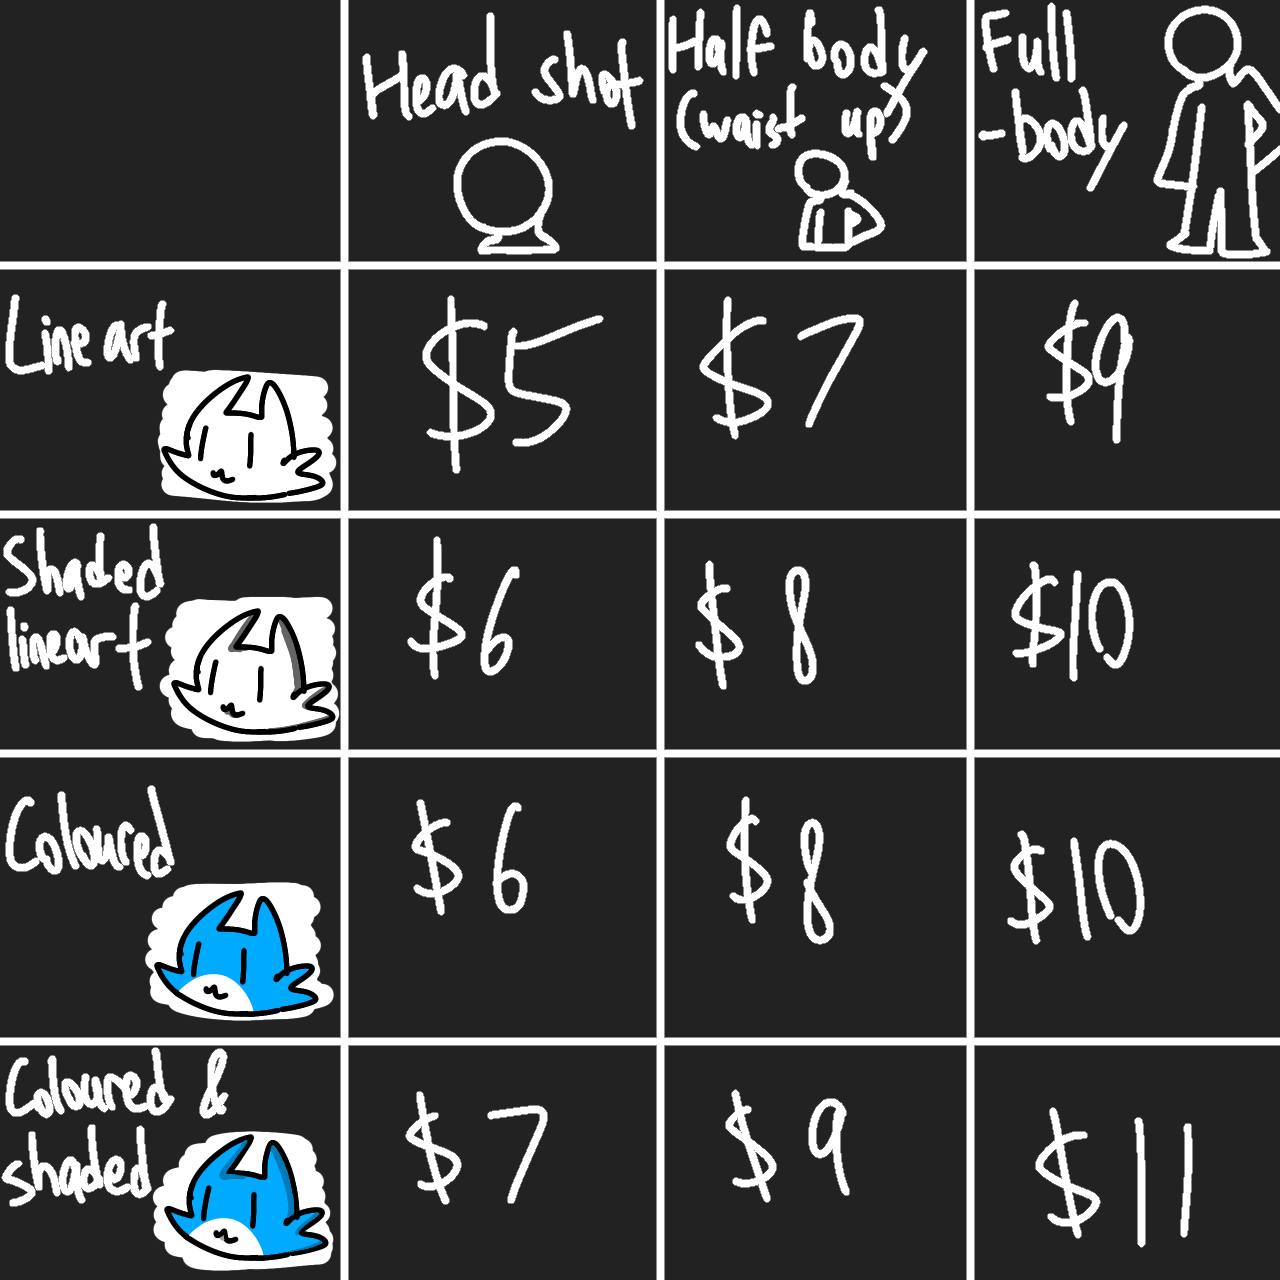 Head shot
Half body
(waist up)
Full
-body
Line art
$5
$7
$9
Shaded
lineart
$6
$8
$10
Coloured
$6
$8
$10
Coloured &
shaded
$7
$9
$11